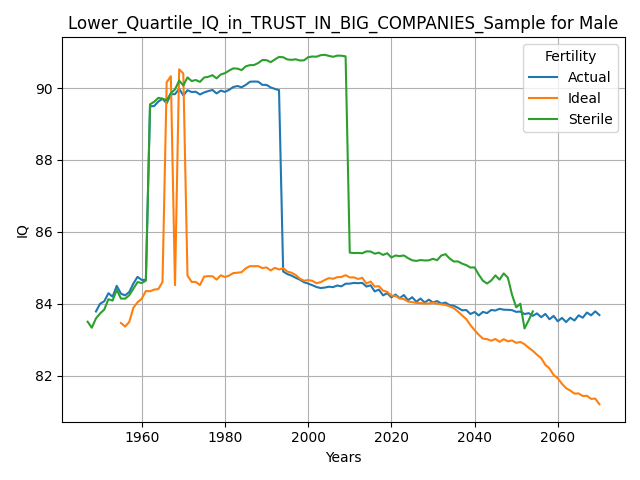 Lower_Quartile_IQ_in_TRUST_IN_BIG_COMPANIES_Sample for Male
Fertility
Actual
Ideal
Sterile
IQ
90
88
86
84
82
1960 1980 2000 2020 2040 2060
Years